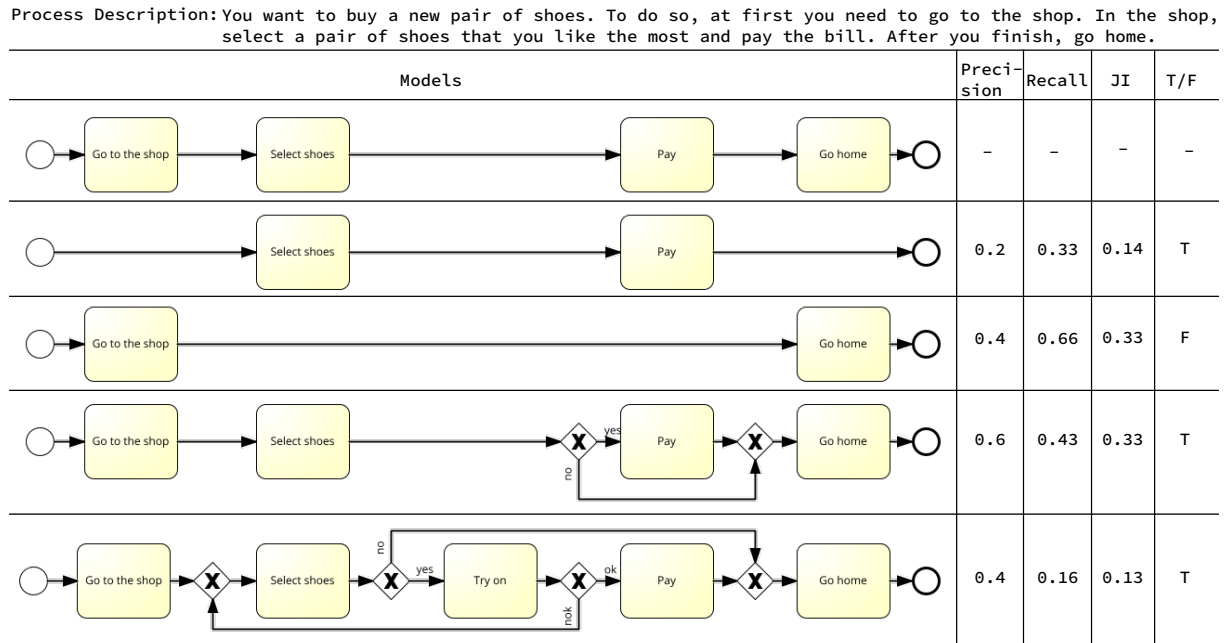 Process Description: You want to buy a new pair of shoes. To do so, at first you need to go to the shop. In the shop,
select a pair of shoes that you like the most and pay the bill. After you finish, go home.
Models Preci- Recall JI T/F
sion
Go to the shop Select shoes Pay Go home – – – –
Select shoes Pay 0.2 0.33 0.14 T
Go to the shop Go home 0.4 0.66 0.33 F
Go to the shop Select shoes X yes Pay X Go home 0.6 0.43 0.33 T
no
no
Go to the shop X Select shoes X yes Try on X ok Pay X Go home 0.4 0.16 0.13 T
nok